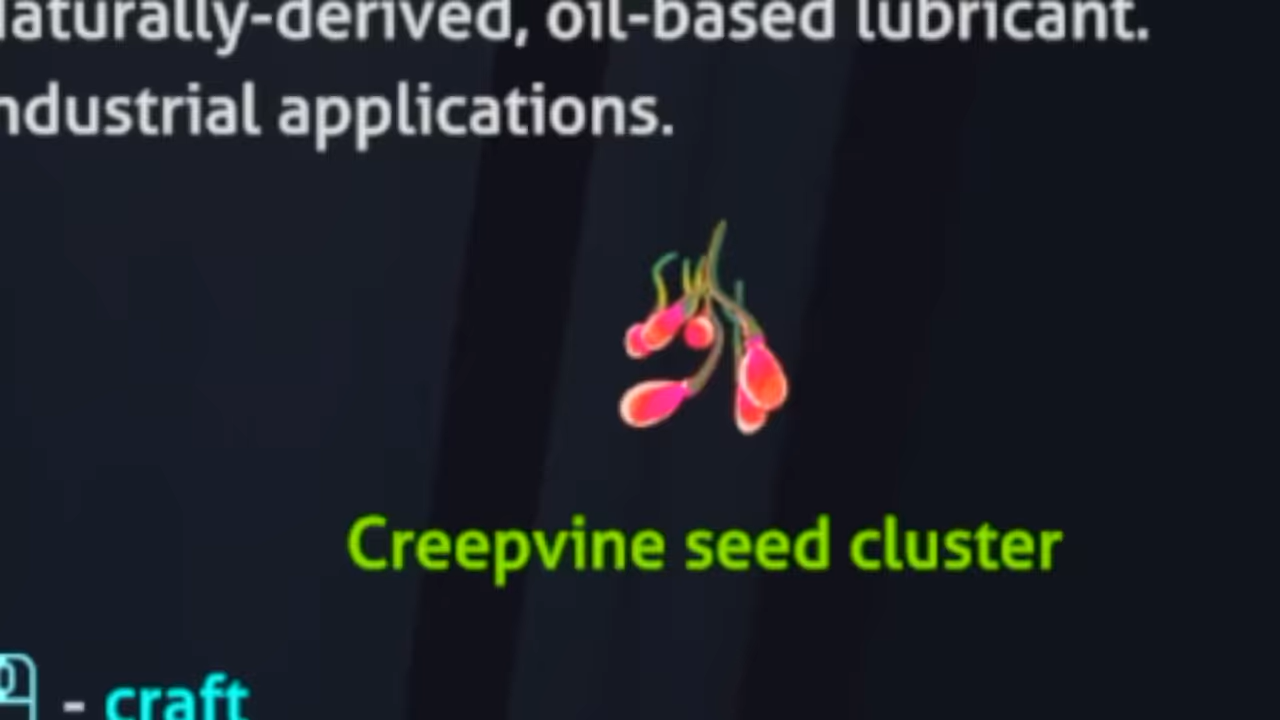 aturally-derived, oil-based lubricant.
ndustrial applications.
Creepvine seed cluster
- craft